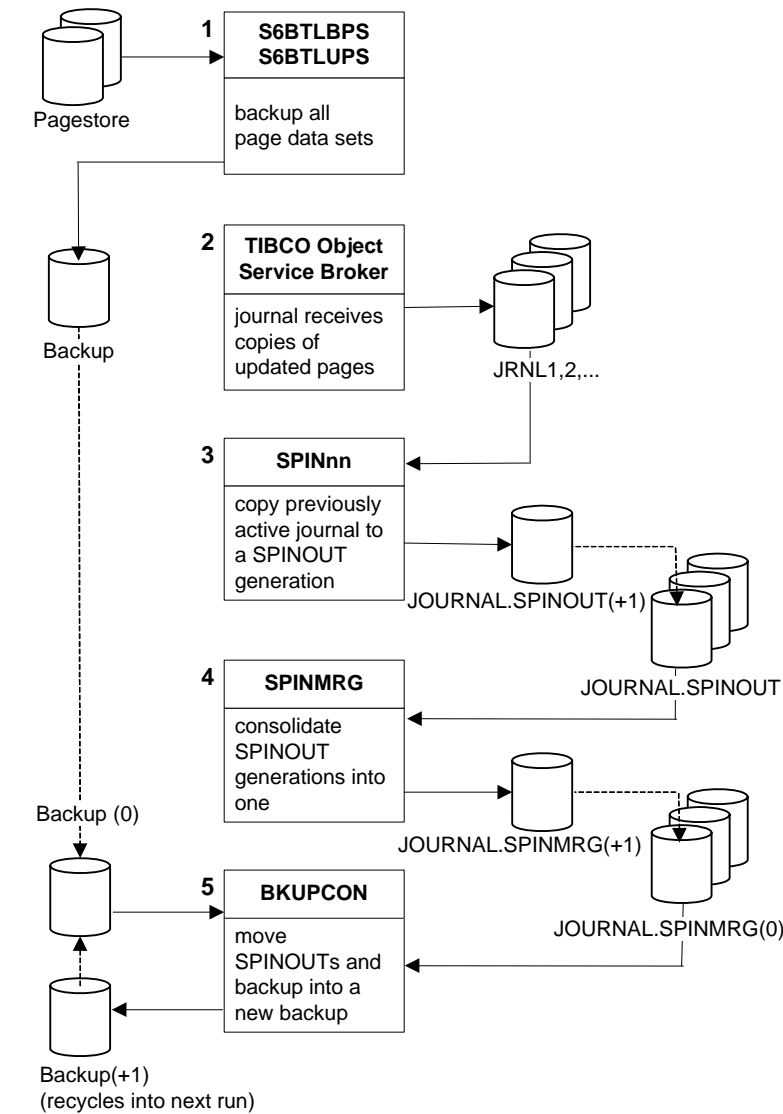 1
S6BTLBPS
S6BTLUPS
backup all
page data sets
Pagestore
2
TIBCO Object
Service Broker
journal receives
copies of
updated pages
JRNL1,2,...
Backup
3
SPINnn
copy previously
active journal to
a SPINOUT
generation
JOURNAL.SPINOUT(+1)
JOURNAL.SPINOUT
4
SPINMRG
consolidate
SPINOUT
generations into
one
JOURNAL.SPINMRG(+1)
JOURNAL.SPINMRG(0)
Backup (0)
5
BKUPCON
move
SPINOUTs and
backup into a
new backup
Backup(+1)
(recycles into next run)